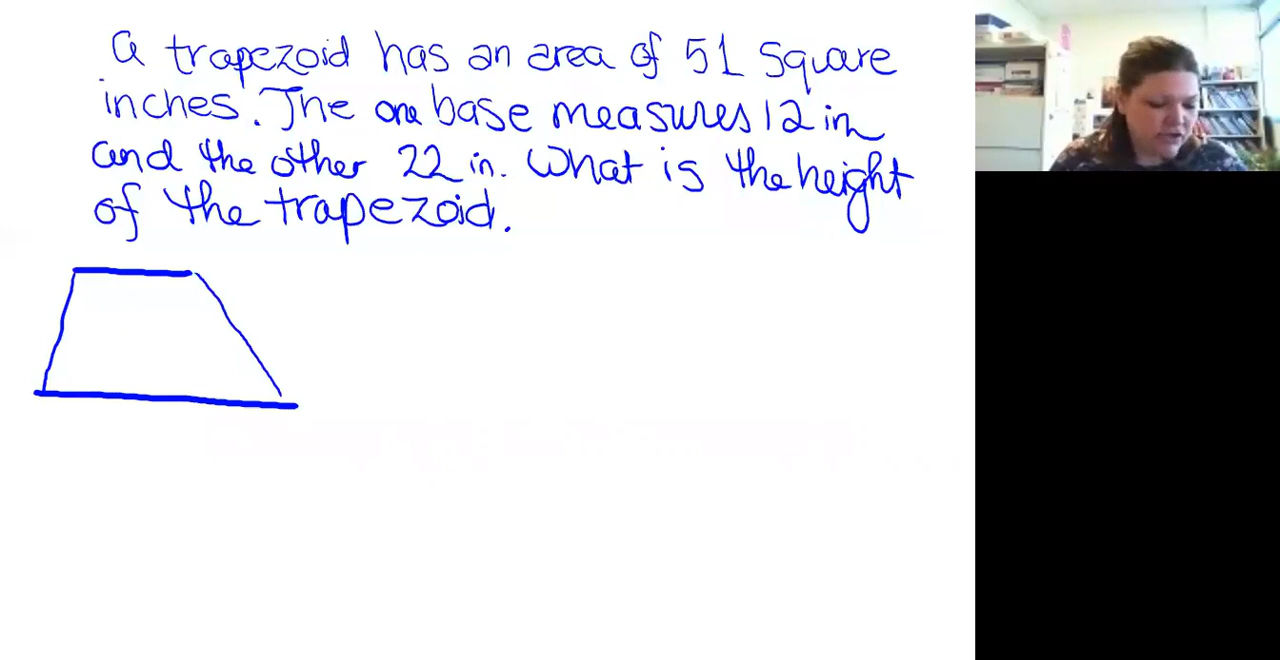 a trapezoid has an area of 51 square
inches. The one base measures 12 in
and the other 22 in. What is the height
of the trapezoid.